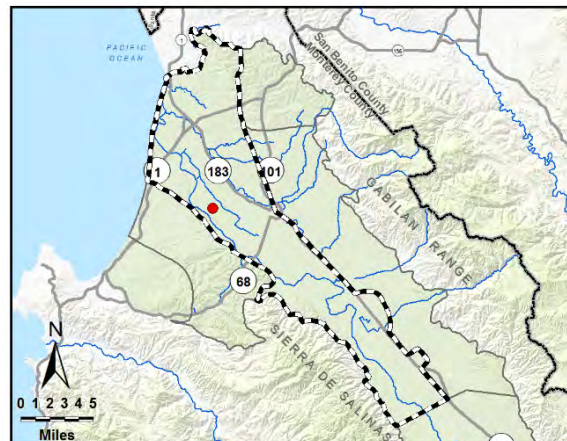 1
PACIFIC
OCEAN
156
San Benito County
Monterey County
1
183
101
GABILAN RANGE
68
SIERRA DE SALINAS
N
0 1 2 3 4 5
Miles